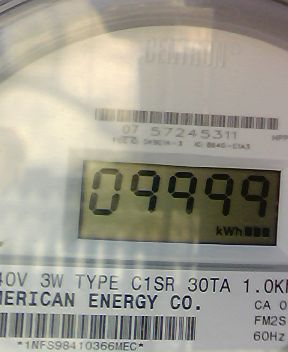 CENTRON®
07 57245311
09999
kWh
40V 3W TYPE C1SR 30TA 1.0K
MERICAN ENERGY CO.
CA 0
FM2S
60Hz
*1NFS98410366MEC*